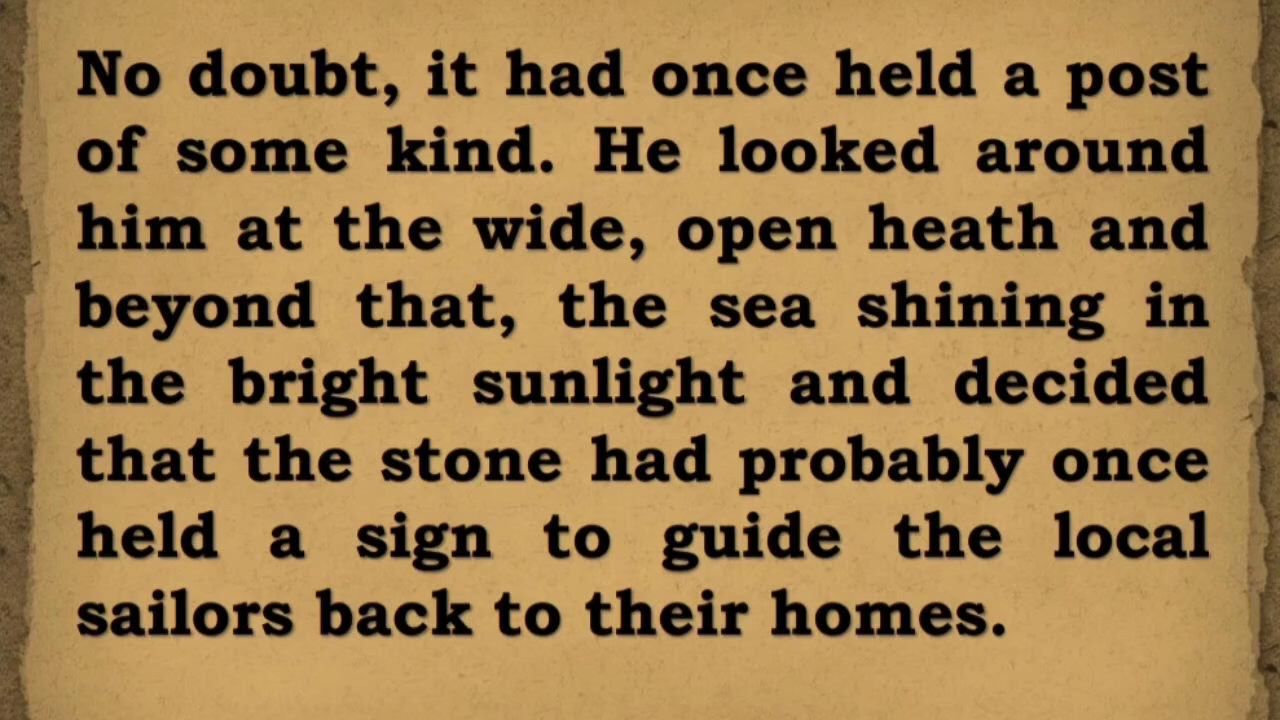 No doubt, it had once held a post
of some kind. He looked around
him at the wide, open heath and
beyond that, the sea shining in
the bright sunlight and decided
that the stone had probably once
held a sign to guide the local
sailors back to their homes.